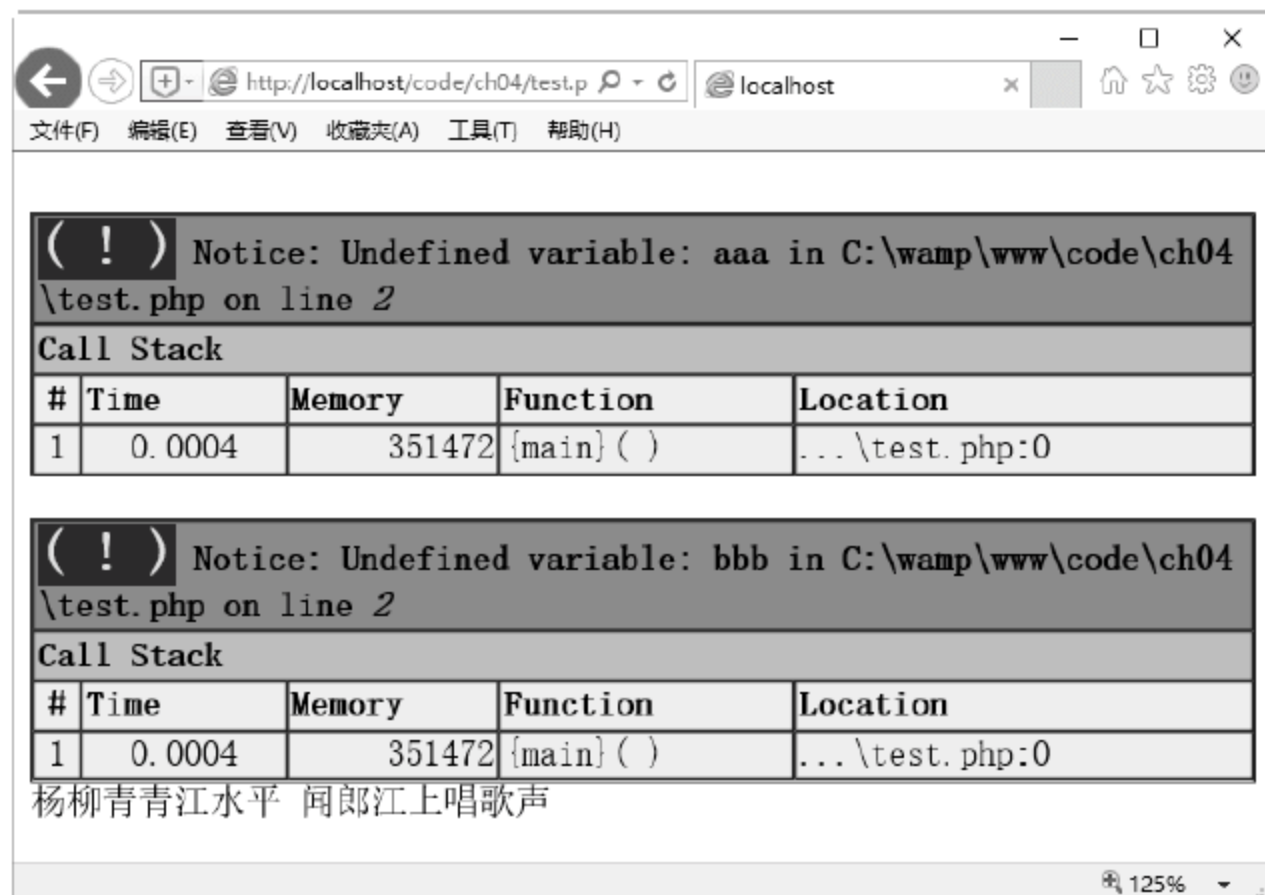 http://localhost/code/ch04/test.p localhost
文件(F) 编辑(E) 查看(V) 收藏夹(A) 工具(T) 帮助(H)
( ! ) Notice: Undefined variable: aaa in C:\wamp\www\code\ch04
\test.php on line 2
Call Stack
# Time Memory Function Location
1 0.0004 351472 {main}( ) ...\test.php:0
( ! ) Notice: Undefined variable: bbb in C:\wamp\www\code\ch04
\test.php on line 2
Call Stack
# Time Memory Function Location
1 0.0004 351472 {main}( ) ...\test.php:0
杨柳青青江水平 闻郎江上唱歌声
125%